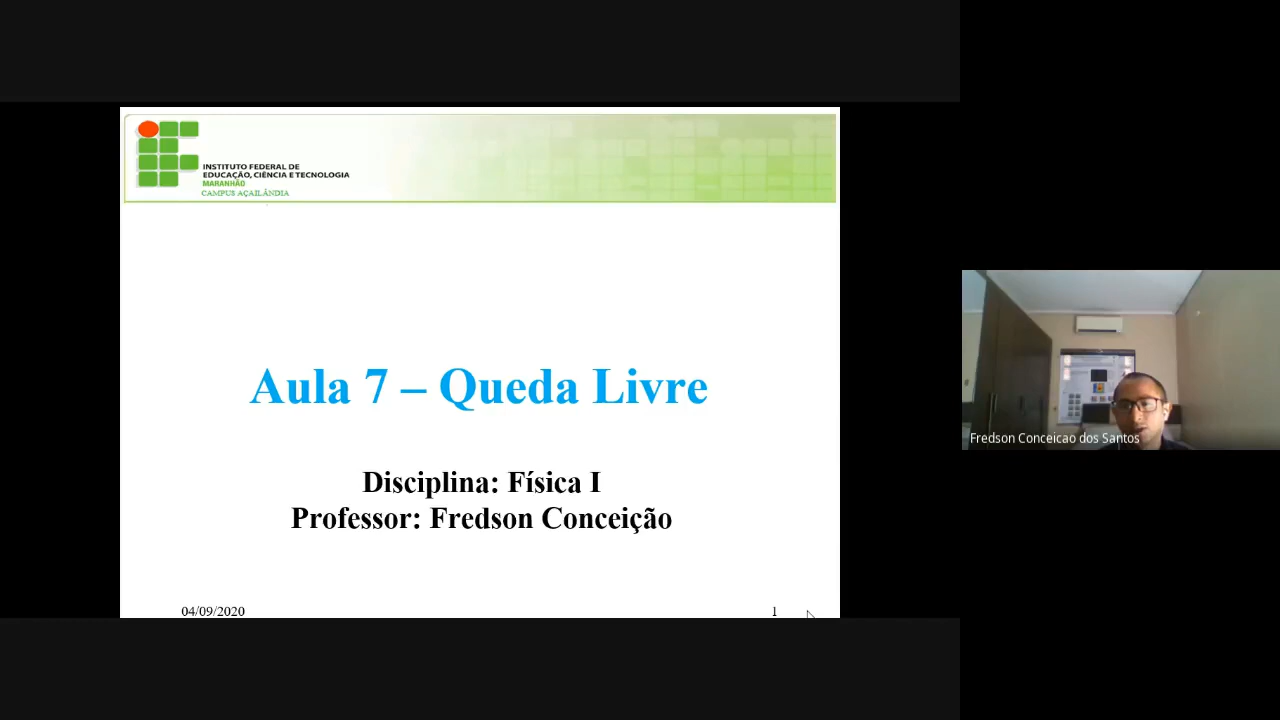 INSTITUTO FEDERAL DE
EDUCAÇÃO, CIÊNCIA E TECNOLOGIA
MARANHÃO
CAMPUS AÇAILÂNDIA
Aula 7 – Queda Livre
Disciplina: Física I
Professor: Fredson Conceição
04/09/2020
1
Fredson Conceicao dos Santos